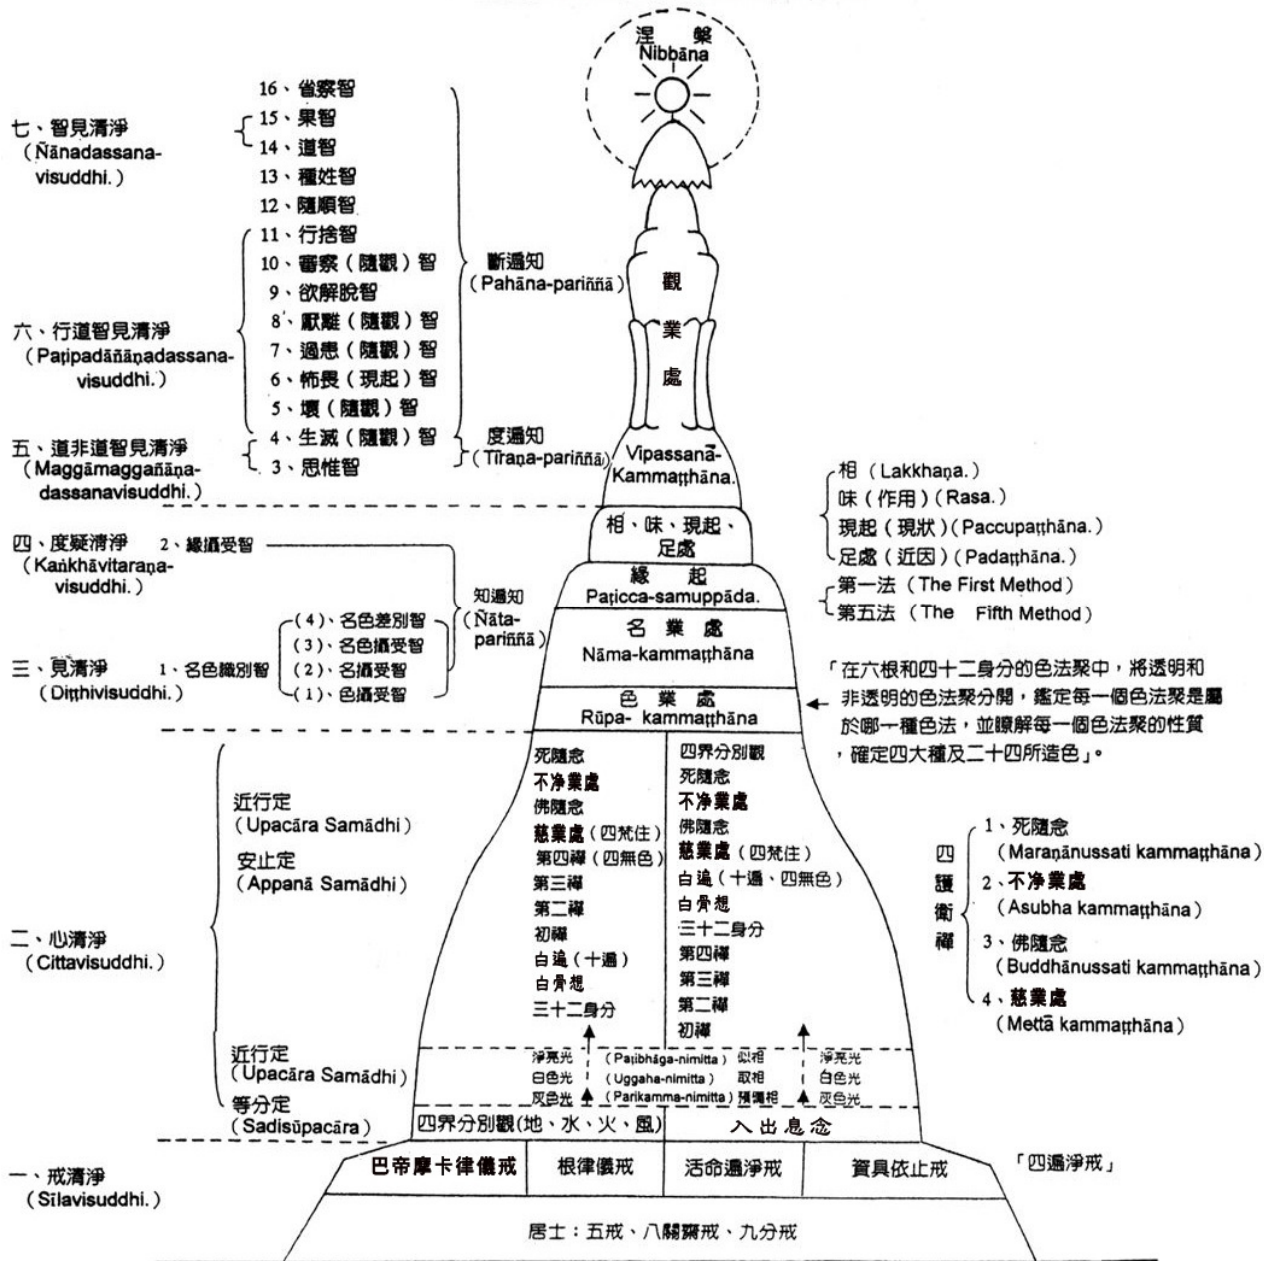 涅槃
Nibbāna
16、省察智
15、果智
14、道智
13、種姓智
12、隨順智
11、行捨智
10、審察（隨觀）智
9、欲解脫智
8、厭離（隨觀）智
7、過患（隨觀）智
6、怖畏（現起）智
5、壞（隨觀）智
4、生滅（隨觀）智
3、思惟智
七、智見清淨
(Ñānadassana-
visuddhi.)
六、行道智見清淨
(Paṭipadāñāṇadassana-
visuddhi.)
五、道非道智見清淨
(Maggāmaggañāṇa-
dassanavisuddhi.)
斷遍知
(Pahāna-pariññā)
度遍知
(Tīraṇa-pariññā)
觀
業
處
Vipassanā-
Kammaṭṭhāna.
相、味、現起、
足處
緣起
Paṭicca-samuppāda.
名業處
Nāma-kammaṭṭhāna
色業處
Rūpa- kammaṭṭhāna
相（Lakkhaṇa.）
味（作用）（Rasa.）
現起（現狀）（Paccupaṭṭhāna.）
足處（近因）（Padaṭṭhāna.）
第一法（The First Method）
第五法（The Fifth Method）
四、度疑清淨
(Kaṅkhāvitaraṇa-
visuddhi.)
2、緣攝受智
知遍知
(Ñāta-
pariññā)
三、見清淨
(Diṭṭhivisuddhi.)
1、名色識別智
(4)、名色差別智
(3)、名色攝受智
(2)、名攝受智
(1)、色攝受智
「在六根和四十二身分的色法聚中，將透明和
非透明的色法聚分開，鑑定每一個色法聚是屬
於哪一種色法，並瞭解每一個色法聚的性質
，確定四大種及二十四所造色」。
二、心清淨
(Cittavisuddhi.)
近行定
(Upacāra Samādhi)
安止定
(Appanā Samādhi)
近行定
(Upacāra Samādhi)
等分定
(Sadisūpacāra)
死隨念
不净業處
佛隨念
慈業處（四梵住）
第四禪（四無色）
第三禪
第二禪
初禪
白遍（十遍）
白骨想
三十二身分
四界分別觀
死隨念
不净業處
佛隨念
慈業處（四梵住）
白遍（十遍、四無色）
白骨想
三十二身分
第四禪
第三禪
第二禪
初禪
淨亮光 (Paṭibhāga-nimitta) 似相 淨亮光
白色光 (Uggaha-nimitta) 取相 白色光
灰色光 (Parikamma-nimitta) 預備相 灰色光
四界分別觀(地、水、火、風)
入出息念
四
護
衛
禪
1、死隨念
(Maraṇānussati kammaṭṭhāna)
2、不净業處
(Asubha kammaṭṭhāna)
3、佛隨念
(Buddhānussati kammaṭṭhāna)
4、慈業處
(Mettā kammaṭṭhāna)
一、戒清淨
(Sīlavisuddhi.)
巴帝摩卡律儀戒
根律儀戒
活命遍淨戒
資具依止戒
「四遍淨戒」
居士：五戒、八關齋戒、九分戒